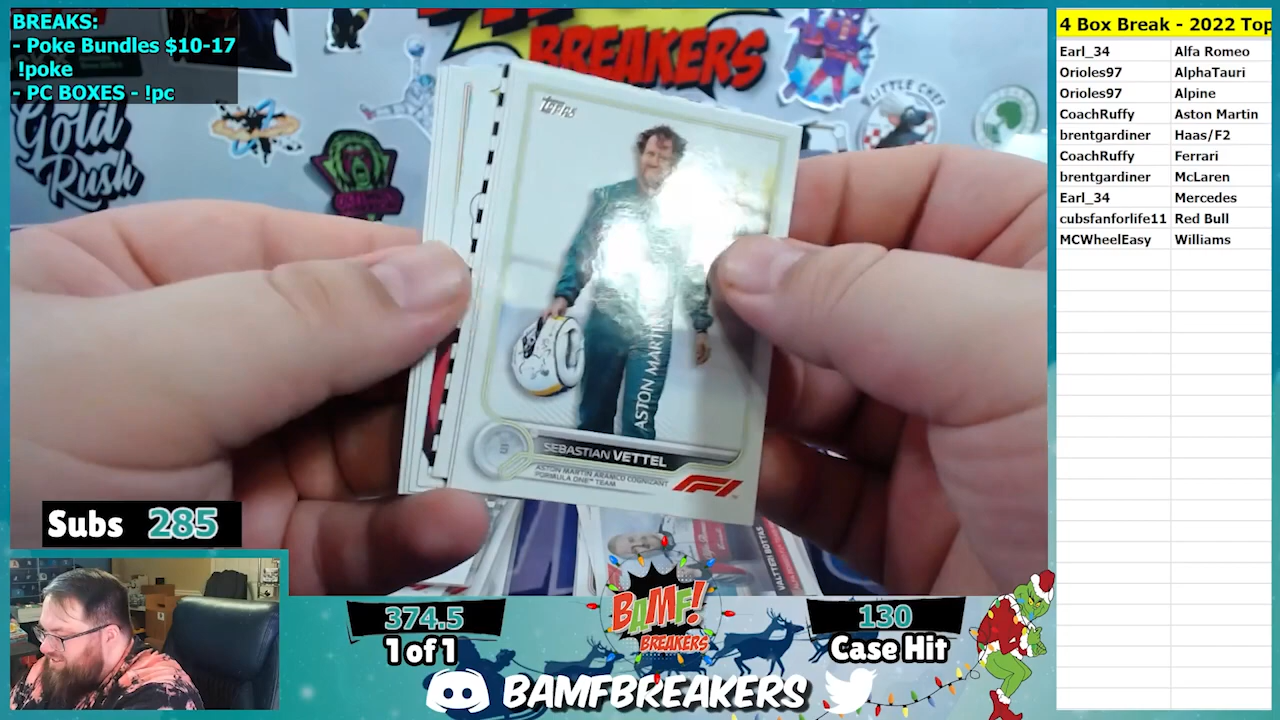 BREAKS:
- Poke Bundles $10-17
!poke
- PC BOXES - !pc
BREAKERS
Gold
Rush
LITTLE CHEF
Topps
ASTON MARTIN
SEBASTIAN VETTEL
ASTON MARTIN ARAMCO COGNIZANT
FORMULA ONE™ TEAM
F1
VALTTERI BOTTAS
4 Box Break - 2022 Top
Earl_34 Alfa Romeo
Orioles97 AlphaTauri
Orioles97 Alpine
CoachRuffy Aston Martin
brentgardiner Haas/F2
CoachRuffy Ferrari
brentgardiner McLaren
Earl_34 Mercedes
cubsfanforlife11 Red Bull
MCWheelEasy Williams
Subs 285
374.5
1 of 1
BAMF!
BREAKERS
130
Case Hit
BAMFBREAKERS